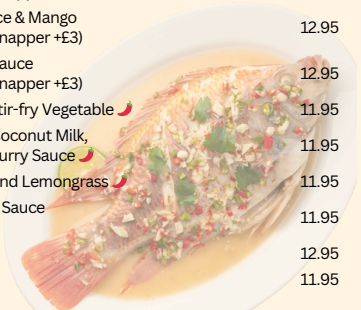 ce & Mango
napper +£3) 12.95
auce
napper +£3) 12.95
tir-fry Vegetable 11.95
Coconut Milk,
urry Sauce 11.95
nd Lemongrass 11.95
Sauce 11.95
12.95
11.95